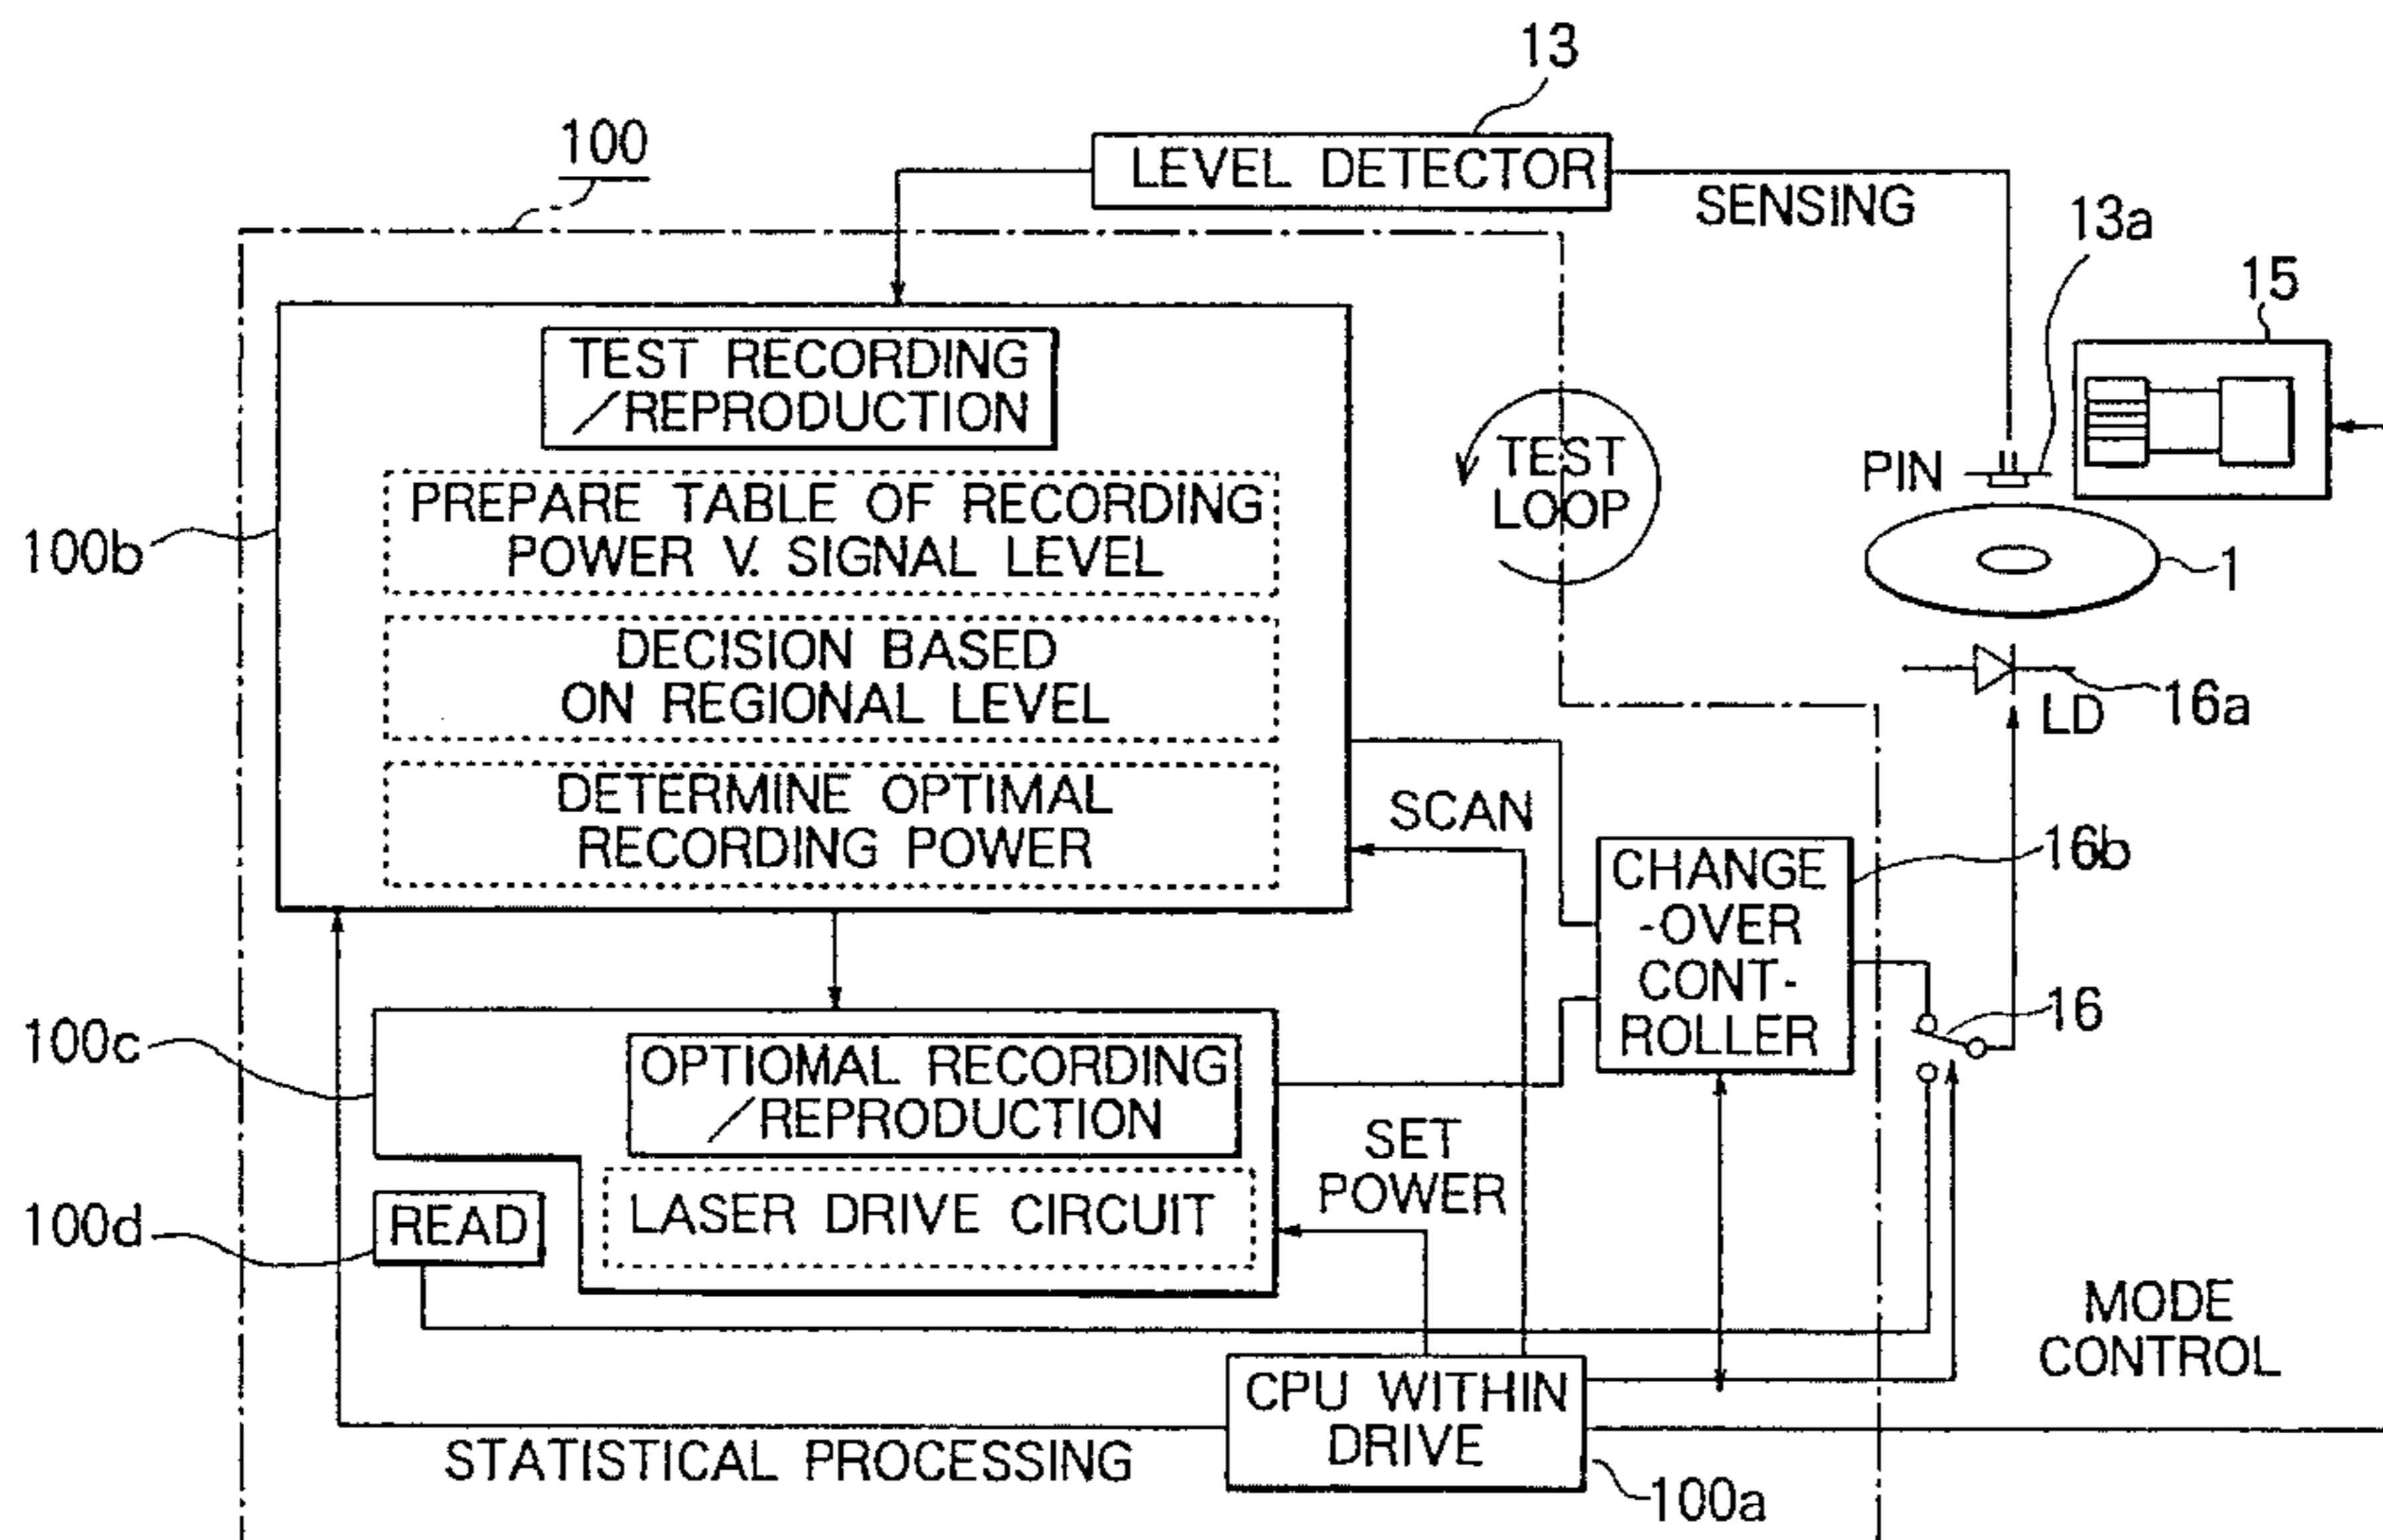 13
100
LEVEL DETECTOR
SENSING
13a
15
TEST RECORDING
/REPRODUCTION
TEST
LOOP
PIN
PREPARE TABLE OF RECORDING
POWER V. SIGNAL LEVEL
100b
1
DECISION BASED
ON REGIONAL LEVEL
16a
LD
DETERMINE OPTIMAL
RECORDING POWER
SCAN
16b
CHANGE
-OVER
CONT-
ROLLER
16
100c
OPTIOMAL RECORDING
/REPRODUCTION
SET
POWER
LASER DRIVE CIRCUIT
100d
READ
MODE
CONTROL
CPU WITHIN
DRIVE
STATISTICAL PROCESSING
100a